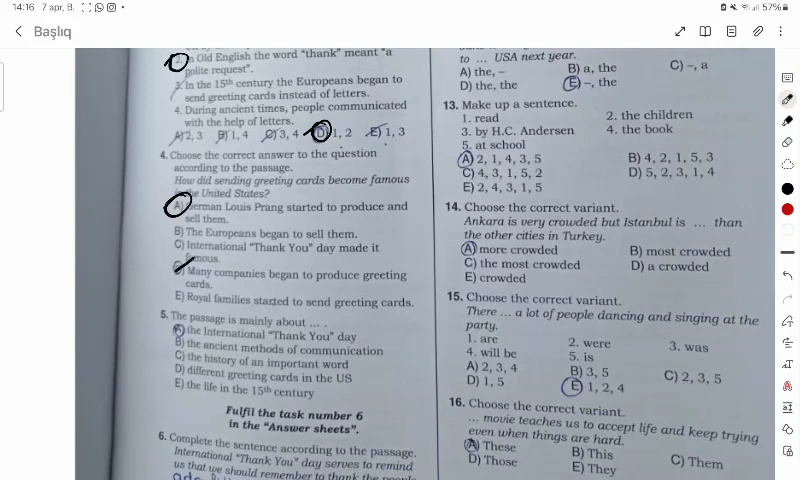 14:16 7 apr, B.
57%
Başlıq
In Old English the word "thank" meant "a
polite request".
3. In the 15th century the Europeans began to
send greeting cards instead of letters.
4. During ancient times, people communicated
with the help of letters.
A) 2, 3 B) 1, 4 C) 3, 4 D) 1, 2 E) 1, 3
4. Choose the correct answer to the question
according to the passage.
How did sending greeting cards become famous
in the United States?
A) German Louis Prang started to produce and
sell them.
B) The Europeans began to sell them.
C) International "Thank You" day made it
famous.
Many companies began to produce greeting
cards.
E) Royal families started to send greeting cards.
5. The passage is mainly about ... .
A) the International "Thank You" day
B) the ancient methods of communication
C) the history of an important word
D) different greeting cards in the US
E) the life in the 15th century
Fulfil the task number 6
in the "Answer sheets".
6. Complete the sentence according to the passage.
International "Thank You" day serves to remind
us that we should remember to thank the people
to ... USA next year.
A) the, – B) a, the C) –, a
D) the, the E) –, the
13. Make up a sentence.
1. read 2. the children
3. by H.C. Andersen 4. the book
5. at school
A) 2, 1, 4, 3, 5 B) 4, 2, 1, 5, 3
C) 4, 3, 1, 5, 2 D) 5, 2, 3, 1, 4
E) 2, 4, 3, 1, 5
14. Choose the correct variant.
Ankara is very crowded but Istanbul is ... than
the other cities in Turkey.
A) more crowded B) most crowded
C) the most crowded D) a crowded
E) crowded
15. Choose the correct variant.
There ... a lot of people dancing and singing at the
party.
1. are 2. were 3. was
4. will be 5. is
A) 2, 3, 4 B) 3, 5 C) 2, 3, 5
D) 1, 5 E) 1, 2, 4
16. Choose the correct variant.
... movie teaches us to accept life and keep trying
even when things are hard.
A) These B) This C) Them
D) Those E) They